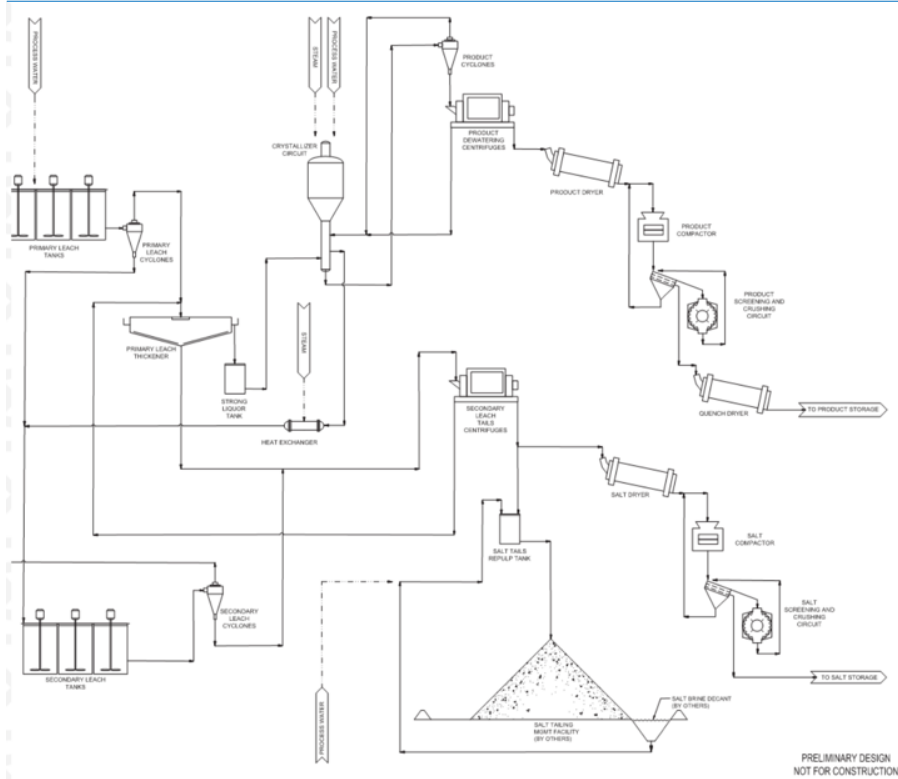 PROCESS WATER
STEAM
PROCESS WATER
PRODUCT
CYCLONES
CRYSTALLIZER
CIRCUIT
PRODUCT
DEWATERING
CENTRIFUGES
PRODUCT DRYER
PRIMARY LEACH
TANKS
PRIMARY
LEACH
CYCLONES
PRODUCT
COMPACTOR
PRODUCT
SCREENING AND
CRUSHING
CIRCUIT
PRIMARY LEACH
THICKENER
STEAM
STRONG
LIQUOR
TANK
HEAT EXCHANGER
SECONDARY
LEACH
TAILS
CENTRIFUGES
QUENCH DRYER
TO PRODUCT STORAGE
SALT DRYER
SALT TAILS
REPULP TANK
SALT
COMPACTOR
SECONDARY
LEACH
CYCLONES
SALT
SCREENING AND
CRUSHING
CIRCUIT
SECONDARY LEACH
TANKS
PROCESS WATER
TO SALT STORAGE
SALT BRINE DECANT
(BY OTHERS)
SALT TAILING
MGMT FACILITY
(BY OTHERS)
PRELIMINARY DESIGN
NOT FOR CONSTRUCTION